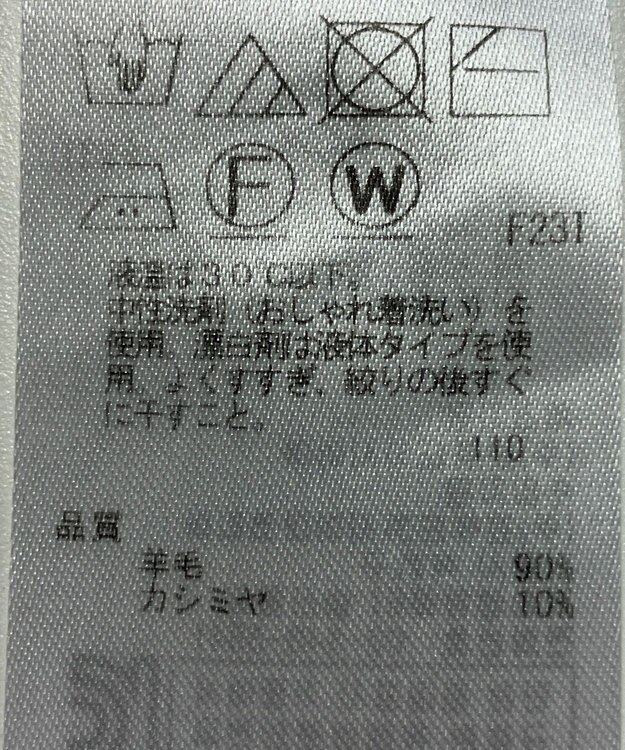 F
W
F23I
液温は30℃以下。
中性洗剤（おしゃれ着洗い）を
使用、漂白剤は液体タイプを使
用、よくすすぎ、絞りの後すぐ
に干すこと。
110
品質
羊毛 90%
カシミヤ 10%